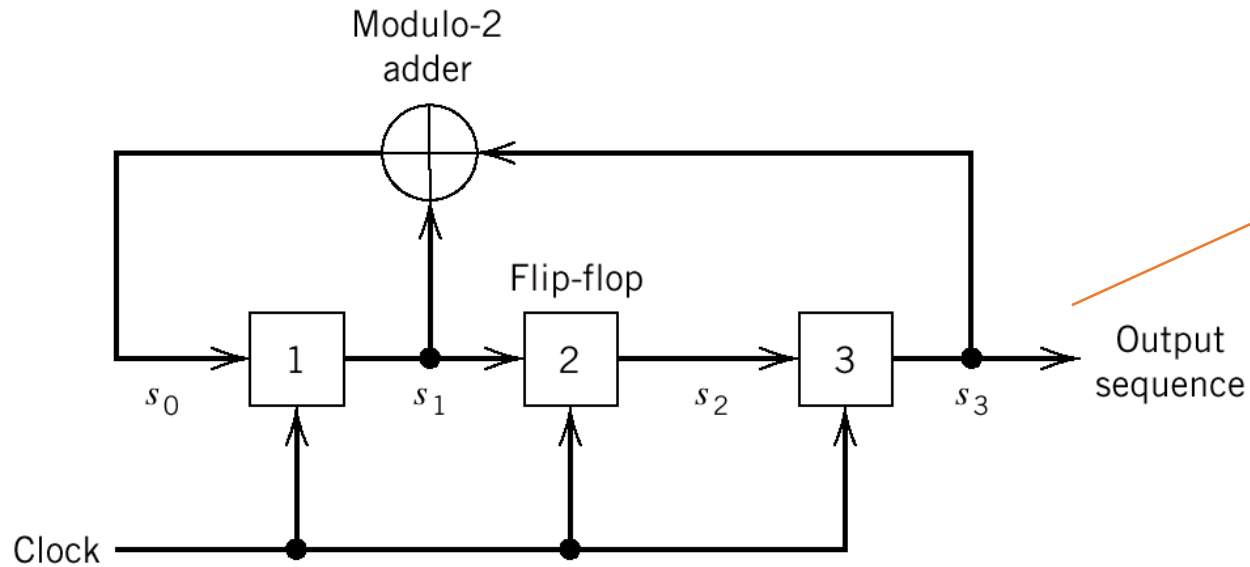 Modulo-2
adder
Flip-flop
1
2
3
Output
sequence
s0
s1
s2
s3
Clock